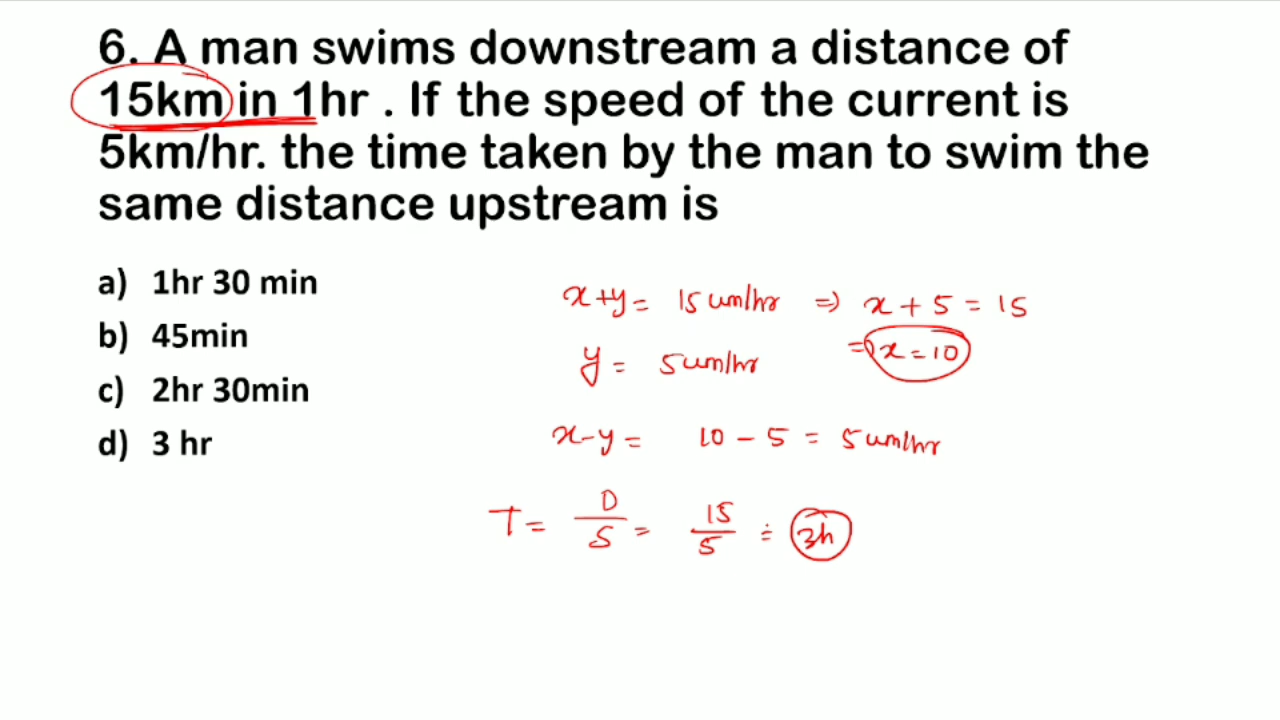 6. A man swims downstream a distance of
15km in 1hr . If the speed of the current is
5km/hr. the time taken by the man to swim the
same distance upstream is
a) 1hr 30 min
b) 45min
c) 2hr 30min
d) 3 hr
x+y = 15 km/hr ⇒ x + 5 = 15
y = 5 km/hr ⇒ x = 10
x-y = 10 - 5 = 5 km/hr
T = D/S = 15/5 = 3h